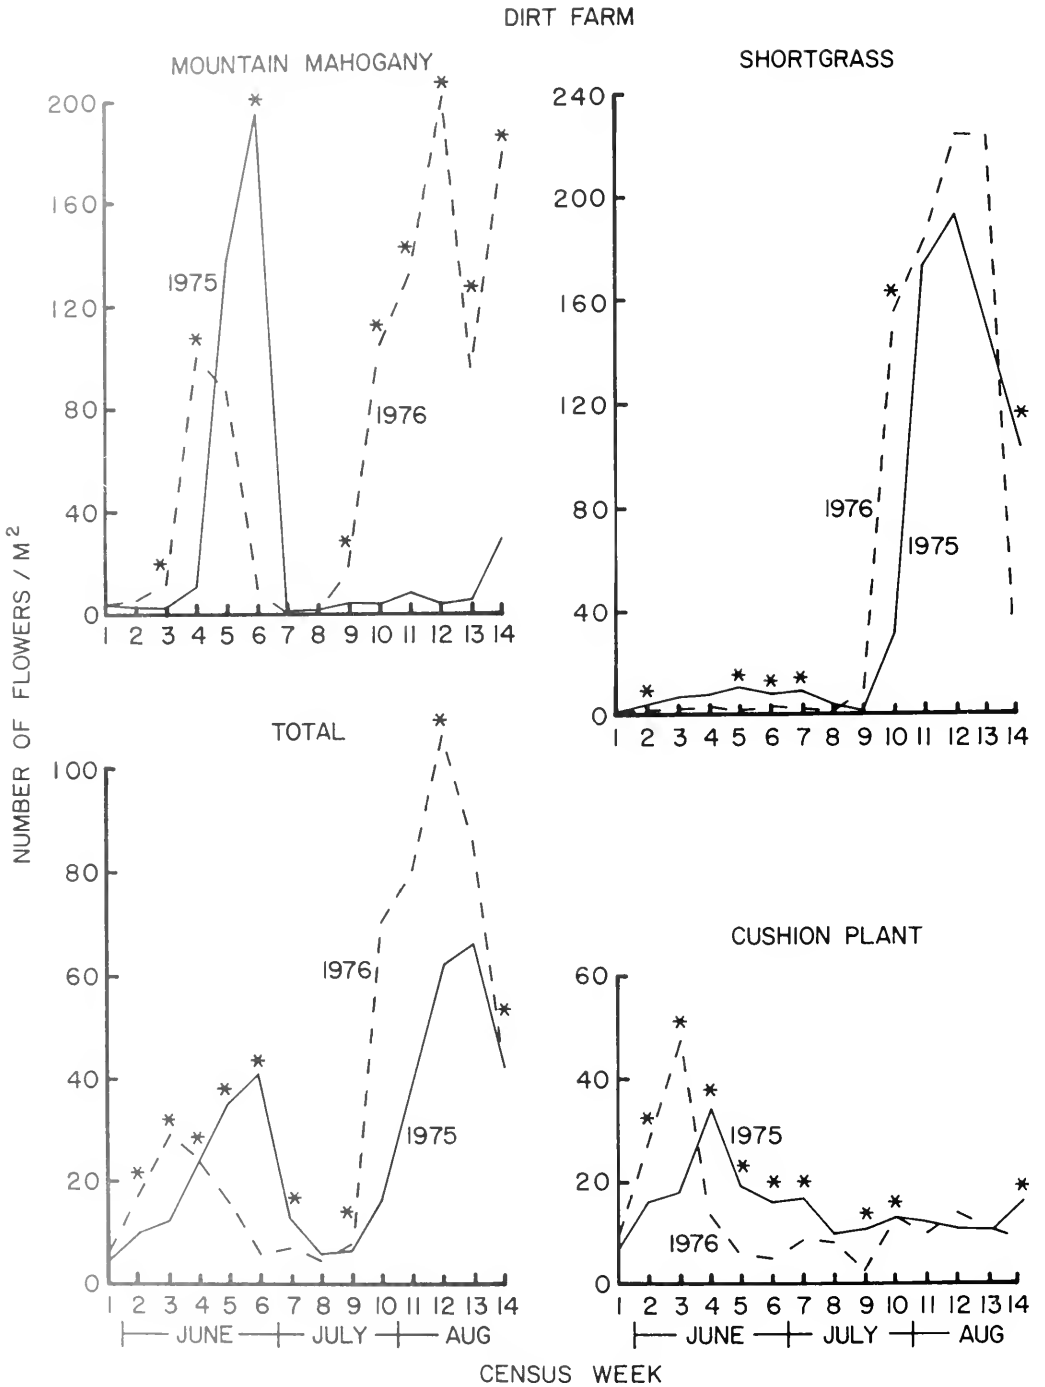 DIRT FARM
MOUNTAIN MAHOGANY
200
160
120
80
40
0
1975
1976
1 2 3 4 5 6 7 8 9 10 11 12 13 14
SHORTGRASS
240
200
160
120
80
40
0
1976
1975
1 2 3 4 5 6 7 8 9 10 11 12 13 14
NUMBER OF FLOWERS / M²
TOTAL
100
80
60
40
20
0
1976
1975
1 2 3 4 5 6 7 8 9 10 11 12 13 14
JUNE JULY AUG
CUSHION PLANT
60
40
20
0
1975
1976
1 2 3 4 5 6 7 8 9 10 11 12 13 14
JUNE JULY AUG
CENSUS WEEK